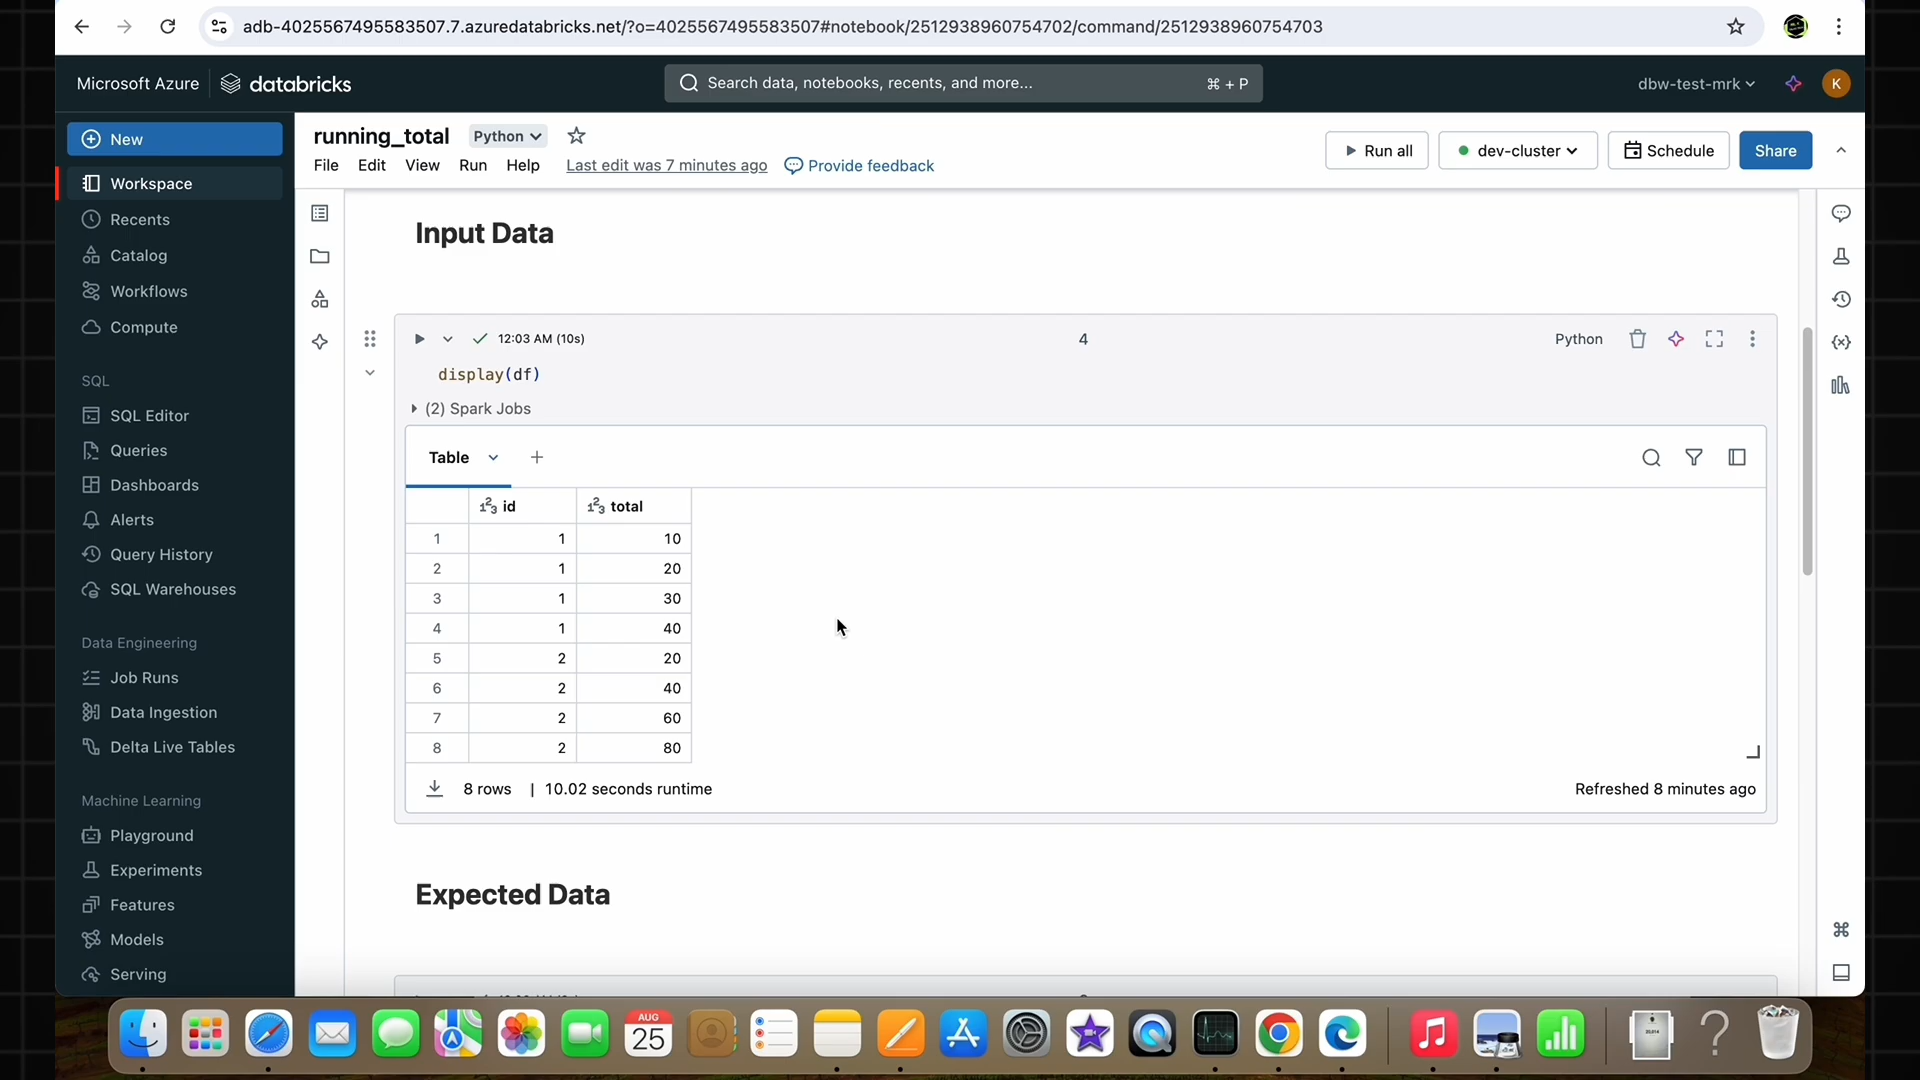 adb-4025567495583507.7.azuredatabricks.net/?o=4025567495583507#notebook/2512938960754702/command/2512938960754703
Microsoft Azure databricks Search data, notebooks, recents, and more... ⌘ + P dbw-test-mrk K
New
Workspace
Recents
Catalog
Workflows
Compute
SQL
SQL Editor
Queries
Dashboards
Alerts
Query History
SQL Warehouses
Data Engineering
Job Runs
Data Ingestion
Delta Live Tables
Machine Learning
Playground
Experiments
Features
Models
Serving
running_total Python
File Edit View Run Help Last edit was 7 minutes ago Provide feedback
Run all dev-cluster Schedule Share
Input Data
12:03 AM (10s) 4 Python
display(df)
(2) Spark Jobs
Table +
id total
1 1 10
2 1 20
3 1 30
4 1 40
5 2 20
6 2 40
7 2 60
8 2 80
8 rows | 10.02 seconds runtime Refreshed 8 minutes ago
Expected Data
AUG
25